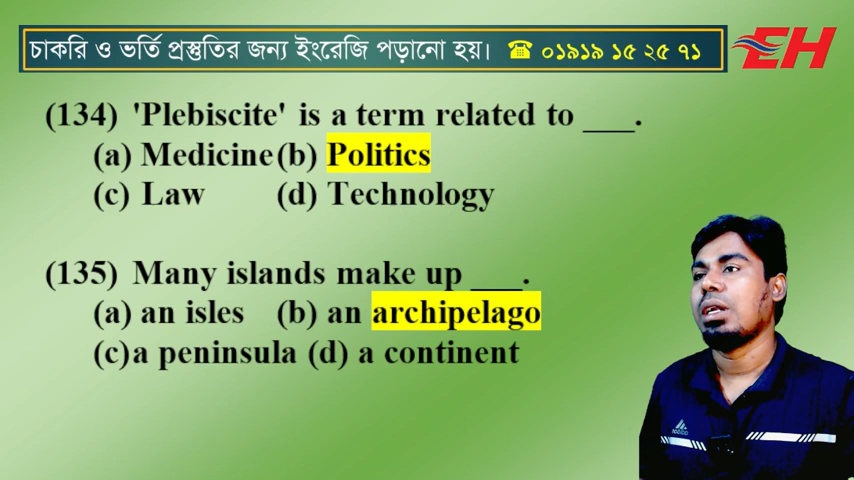 চাকরি ও ভর্তি প্রস্তুতির জন্য ইংরেজি পড়ানো হয়। ☎ ০১৯১৯ ১৫ ২৫ ৭১
EH
(134) 'Plebiscite' is a term related to ___.
(a) Medicine (b) Politics
(c) Law (d) Technology
(135) Many islands make up ___.
(a) an isles (b) an archipelago
(c) a peninsula (d) a continent